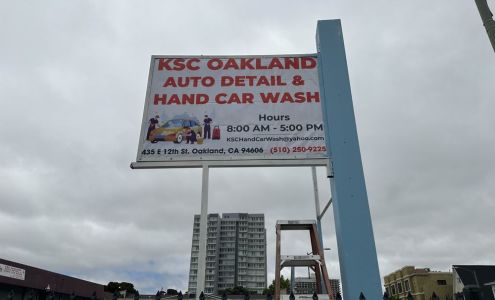 KSC OAKLAND
AUTO DETAIL &
HAND CAR WASH
Hours
8:00 AM - 5:00 PM
KSCHandCarWash@yahoo.com
435 E 12th St. Oakland, CA 94606 (510) 250-9225